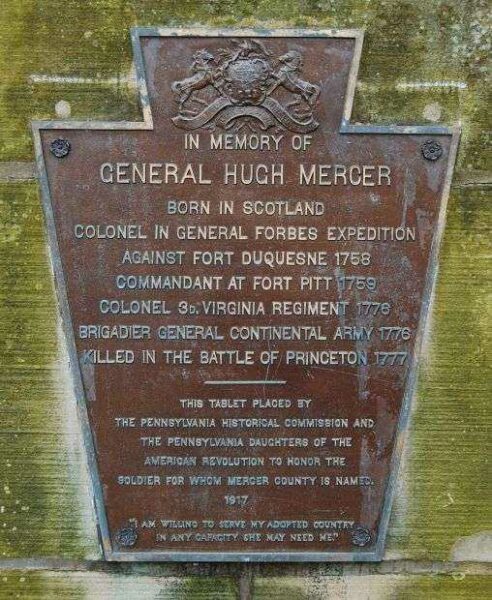 IN MEMORY OF
GENERAL HUGH MERCER
BORN IN SCOTLAND
COLONEL IN GENERAL FORBES EXPEDITION
AGAINST FORT DUQUESNE 1758
COMMANDANT AT FORT PITT 1759
COLONEL 3D. VIRGINIA REGIMENT 1776
BRIGADIER GENERAL CONTINENTAL ARMY 1776
KILLED IN THE BATTLE OF PRINCETON 1777
THIS TABLET PLACED BY
THE PENNSYLVANIA HISTORICAL COMMISSION AND
THE PENNSYLVANIA DAUGHTERS OF THE
AMERICAN REVOLUTION TO HONOR THE
SOLDIER FOR WHOM MERCER COUNTY IS NAMED.
1917
"I AM WILLING TO SERVE MY ADOPTED COUNTRY
IN ANY CAPACITY SHE MAY NEED ME."